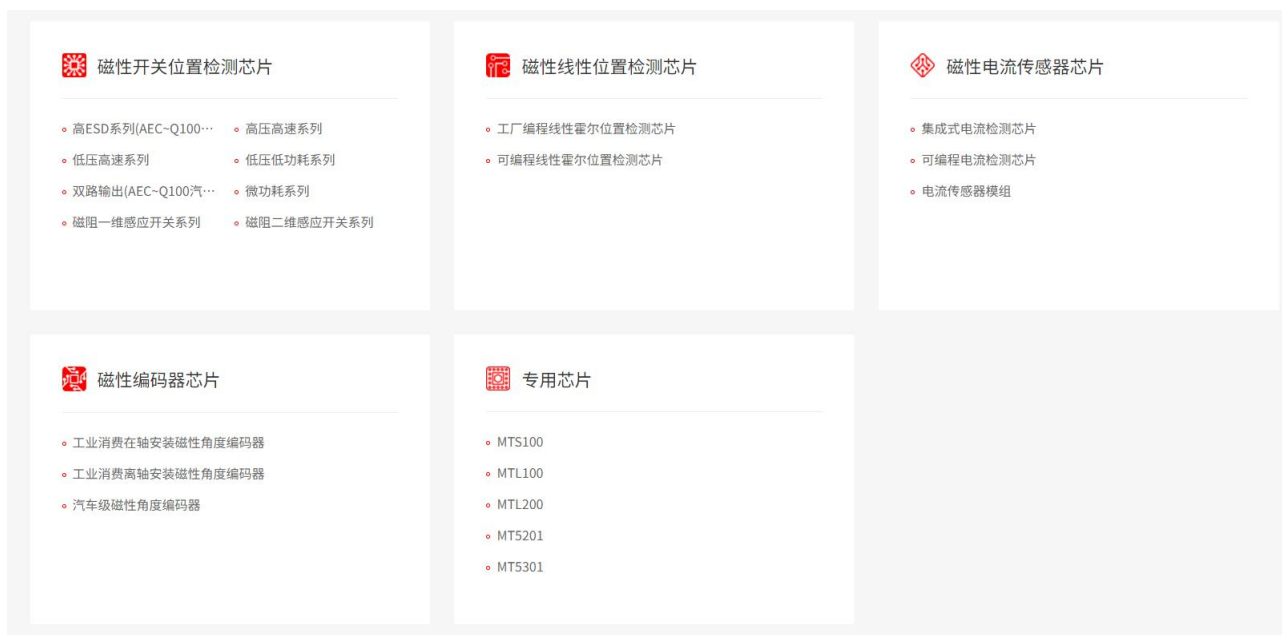 磁性开关位置检测芯片
高ESD系列(AEC~Q100…
高压高速系列
低压高速系列
低压低功耗系列
双路输出(AEC~Q100汽…
微功耗系列
磁阻一维感应开关系列
磁阻二维感应开关系列
磁性线性位置检测芯片
工厂编程线性霍尔位置检测芯片
可编程线性霍尔位置检测芯片
磁性电流传感器芯片
集成式电流检测芯片
可编程电流检测芯片
电流传感器模组
磁性编码器芯片
工业消费在轴安装磁性角度编码器
工业消费离轴安装磁性角度编码器
汽车级磁性角度编码器
专用芯片
MTS100
MTL100
MTL200
MT5201
MT5301